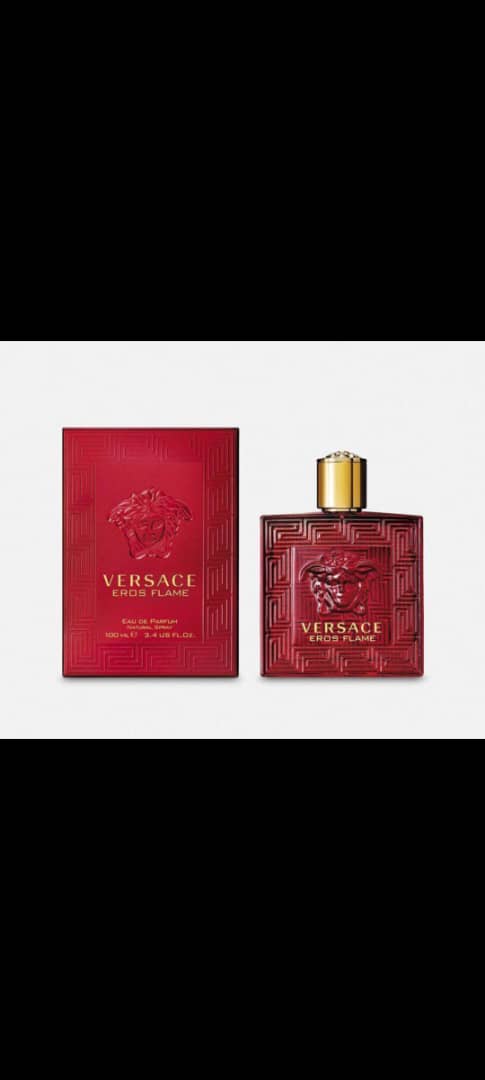 VERSACE
EROS FLAME
EAU DE PARFUM
NATURAL SPRAY
100 ML ℮ 3.4 US FL.OZ.
VERSACE
EROS FLAME